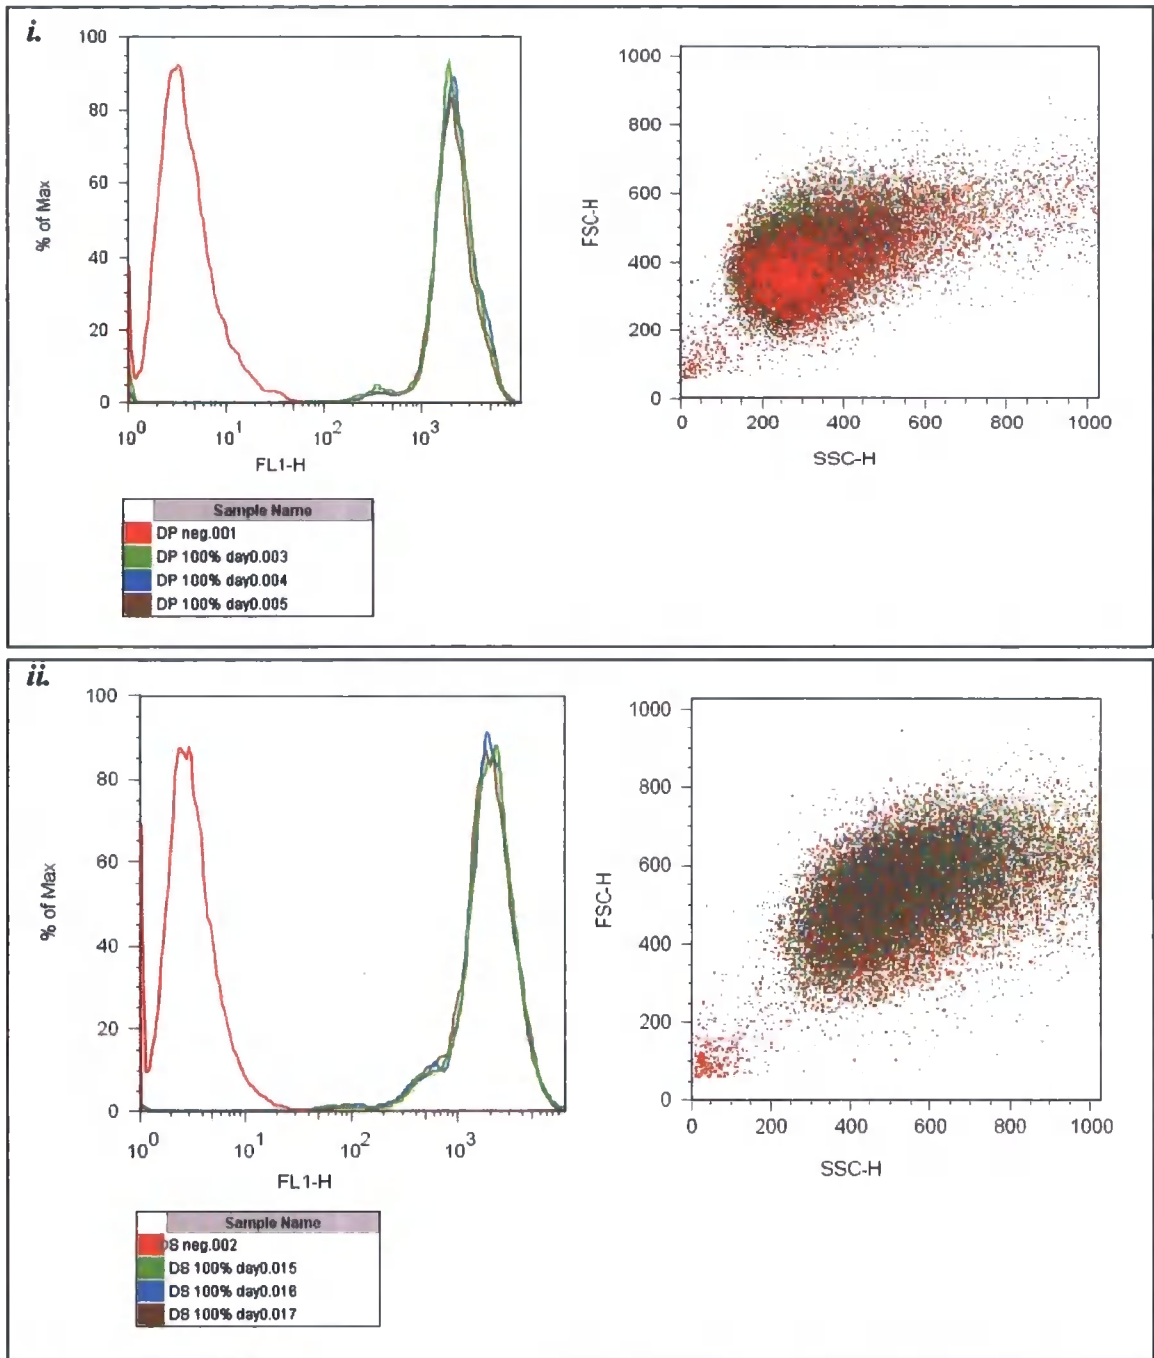 i.
100
80
60
40
20
0
% of Max
10^0 10^1 10^2 10^3
FL1-H
1000
800
600
400
200
0
FSC-H
0 200 400 600 800 1000
SSC-H
Sample Name
DP neg.001
DP 100% day0.003
DP 100% day0.004
DP 100% day0.005
ii.
100
80
60
40
20
0
% of Max
10^0 10^1 10^2 10^3
FL1-H
1000
800
600
400
200
0
FSC-H
0 200 400 600 800 1000
SSC-H
Sample Name
DS neg.002
DS 100% day0.015
DS 100% day0.016
DS 100% day0.017